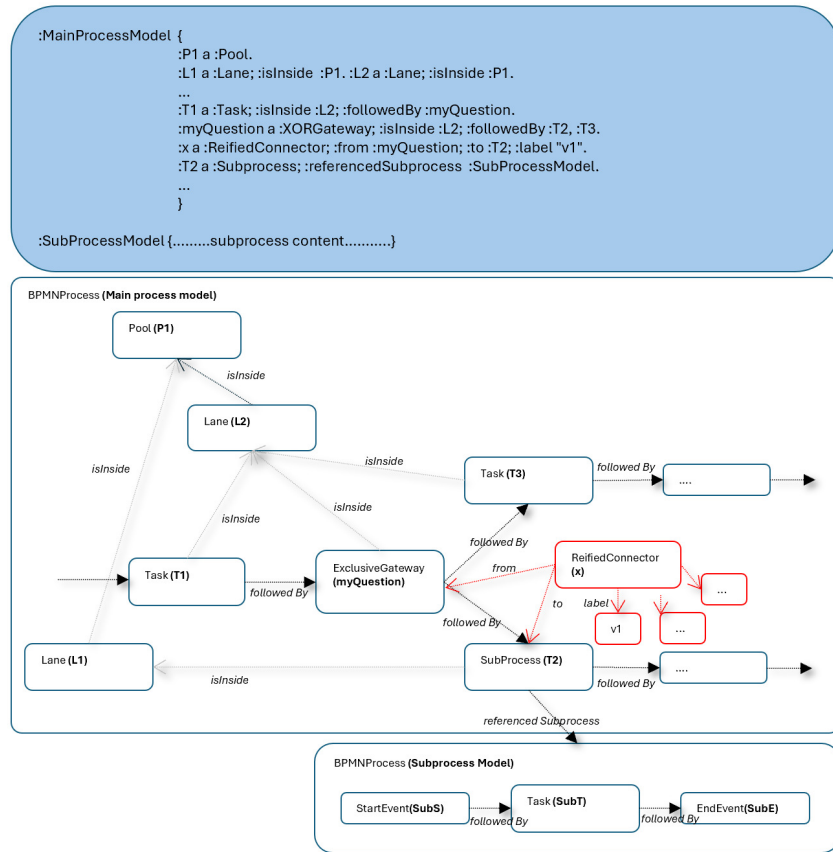 :MainProcessModel {
:P1 a :Pool.
:L1 a :Lane; :isInside :P1. :L2 a :Lane; :isInside :P1.
...
:T1 a :Task; :isInside :L2; :followedBy :myQuestion.
:myQuestion a :XORGateway; :isInside :L2; :followedBy :T2, :T3.
:x a :ReifiedConnector; :from :myQuestion; :to :T2; :label "v1".
:T2 a :Subprocess; :referencedSubprocess :SubProcessModel.
...
}
:SubProcessModel {.........subprocess content...........}
BPMNProcess (Main process model)
Pool (P1)
isInside
Lane (L2)
isInside
isInside
Task (T3)
followed By
....
isInside
isInside
followed By
Task (T1)
followed By
ExclusiveGateway
(myQuestion)
from
ReifiedConnector
(x)
to
label
...
followed By
v1
...
Lane (L1)
isInside
SubProcess (T2)
followed By
....
referenced Subprocess
BPMNProcess (Subprocess Model)
StartEvent(SubS)
followed By
Task (SubT)
followed By
EndEvent(SubE)